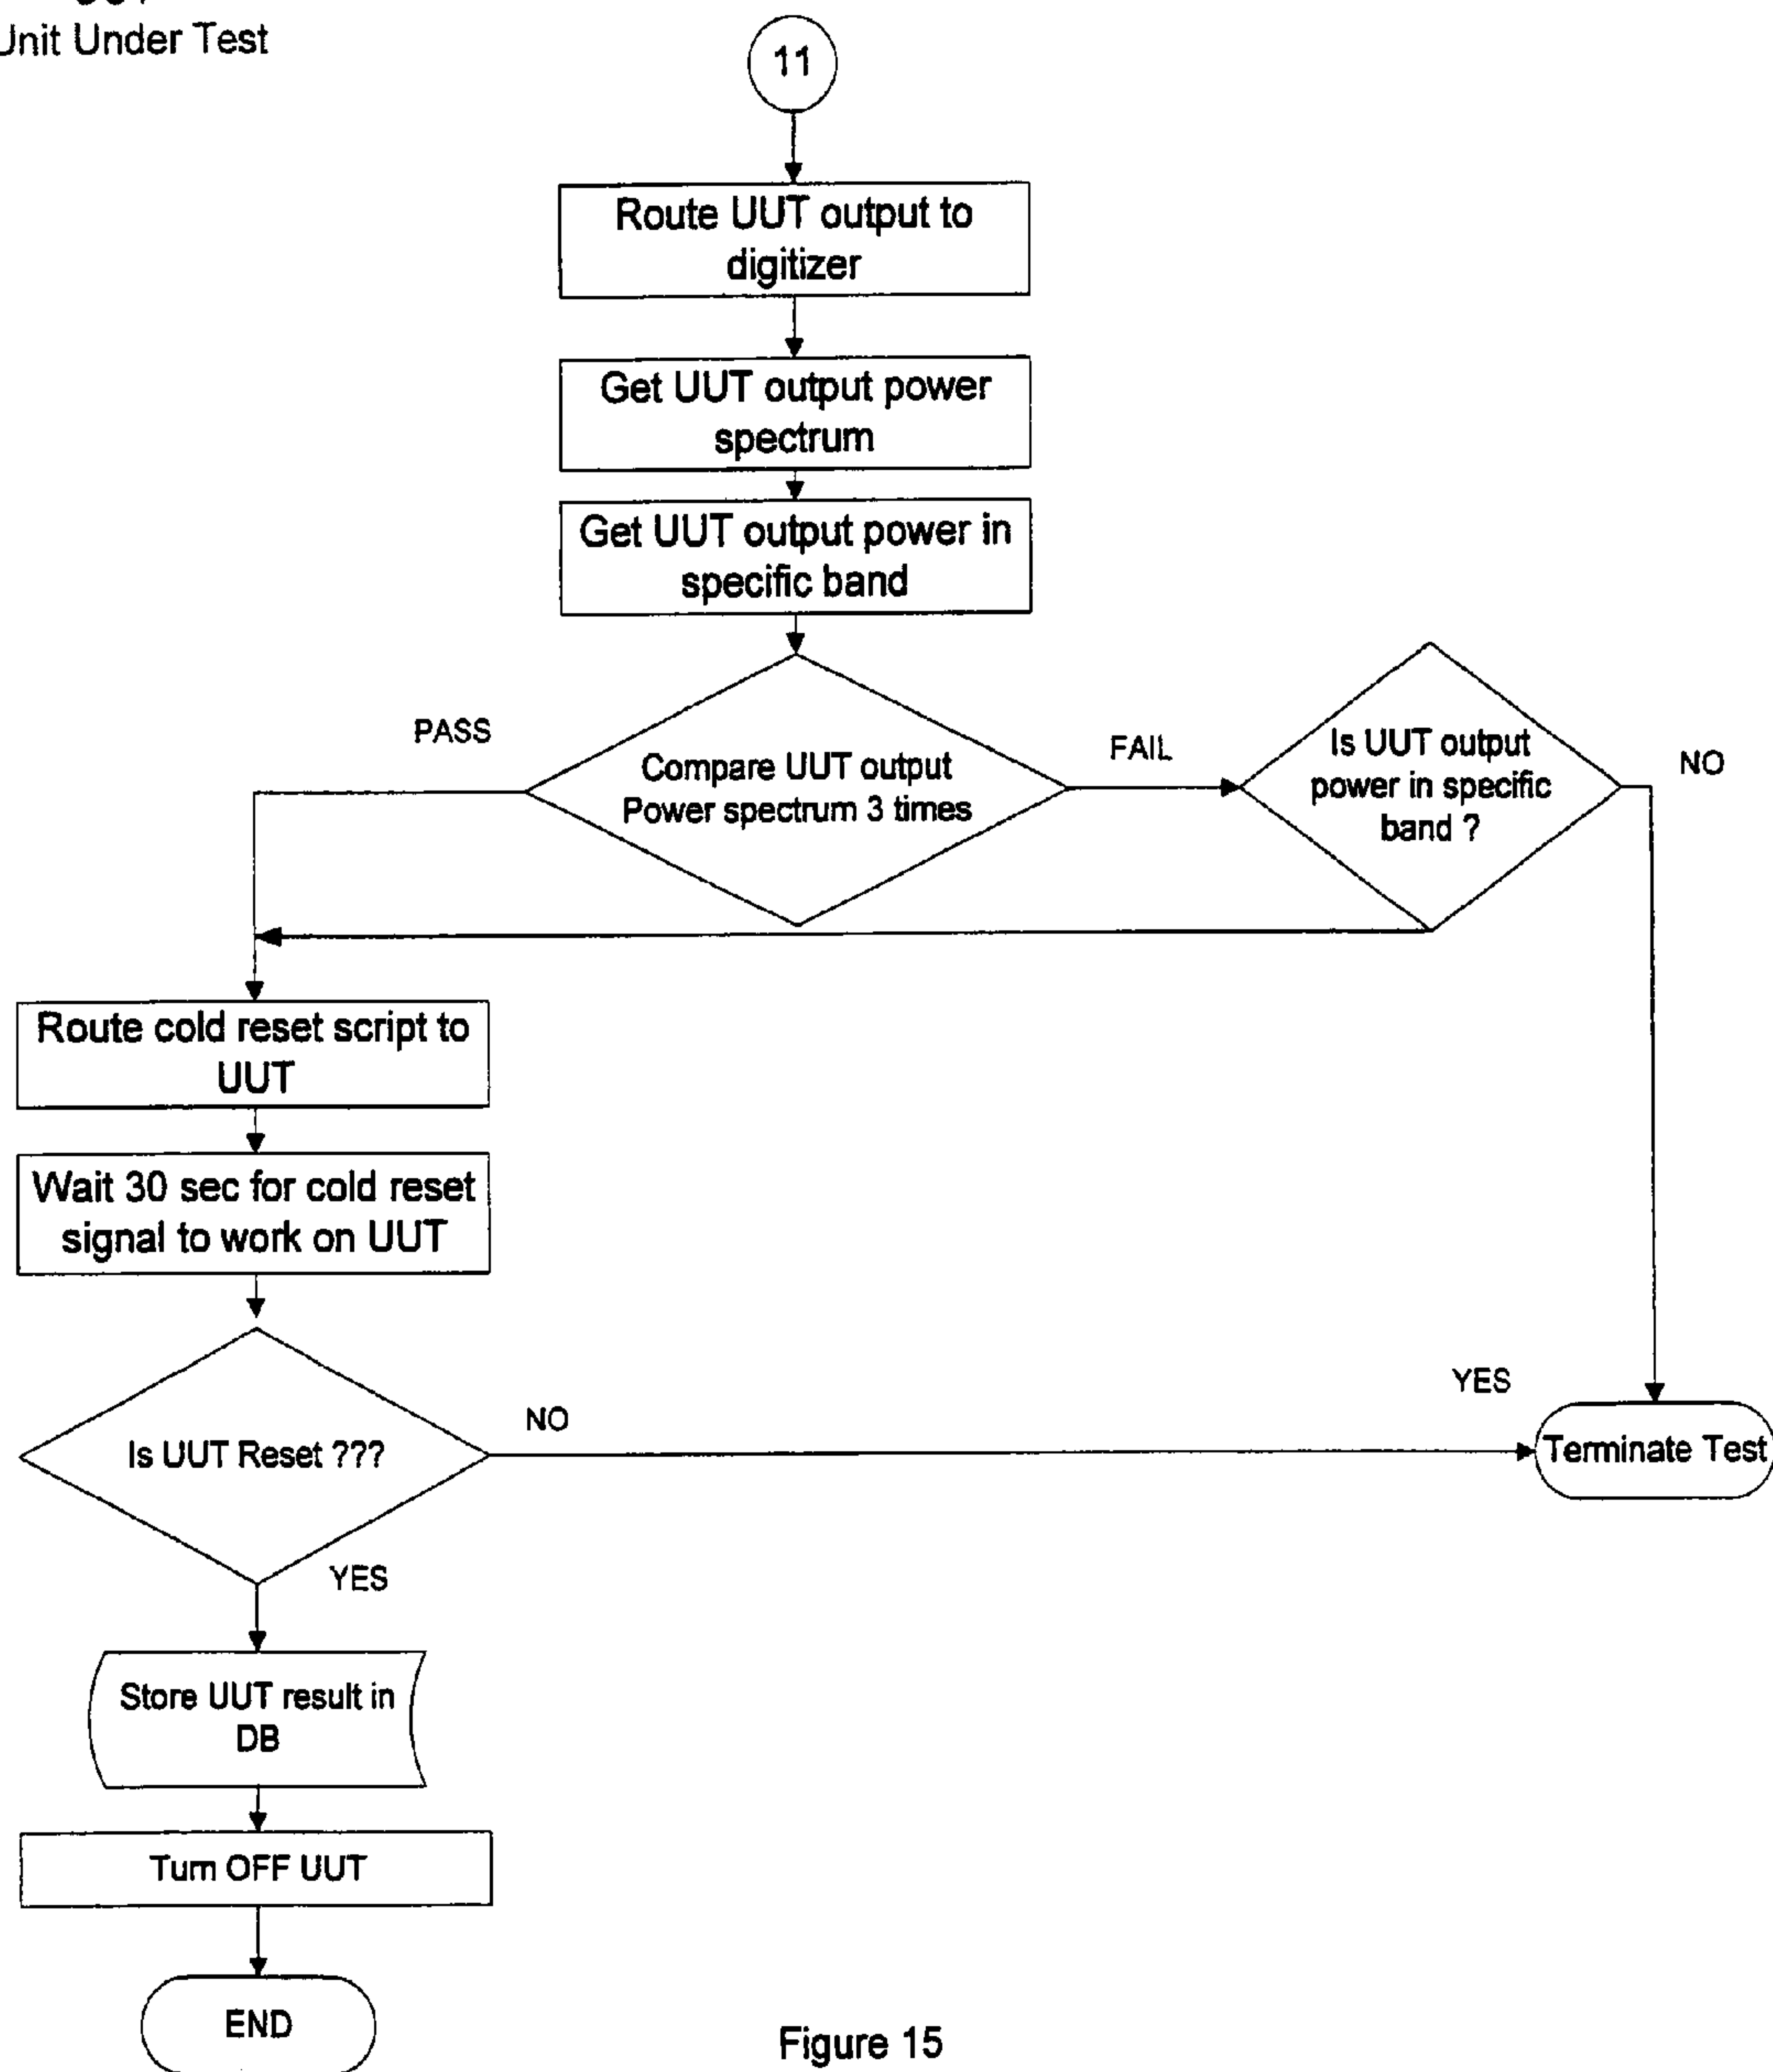 Unit Under Test
11
Route UUT output to
digitizer
Get UUT output power
spectrum
Get UUT output power in
specific band
PASS
Compare UUT output
Power spectrum 3 times
FAIL
Is UUT output
power in specific
band ?
NO
Route cold reset script to
UUT
Wait 30 sec for cold reset
signal to work on UUT
Is UUT Reset ???
NO
YES
Terminate Test
YES
Store UUT result in
DB
Turn OFF UUT
END
Figure 15